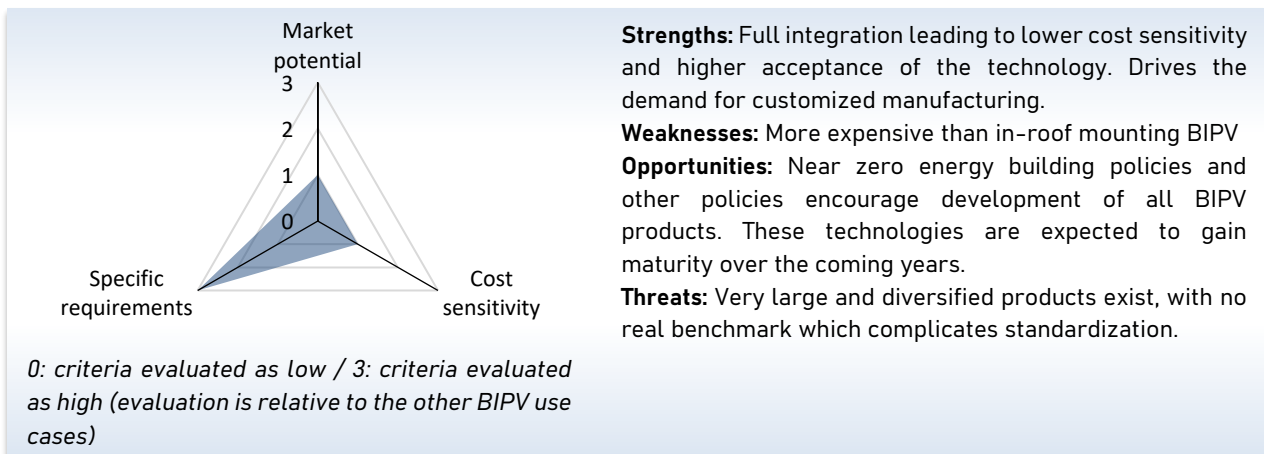 Market
potential
3
2
1
0
Specific
requirements
Cost
sensitivity
0: criteria evaluated as low / 3: criteria evaluated
as high (evaluation is relative to the other BIPV use
cases)
Strengths: Full integration leading to lower cost sensitivity
and higher acceptance of the technology. Drives the
demand for customized manufacturing.
Weaknesses: More expensive than in-roof mounting BIPV
Opportunities: Near zero energy building policies and
other policies encourage development of all BIPV
products. These technologies are expected to gain
maturity over the coming years.
Threats: Very large and diversified products exist, with no
real benchmark which complicates standardization.